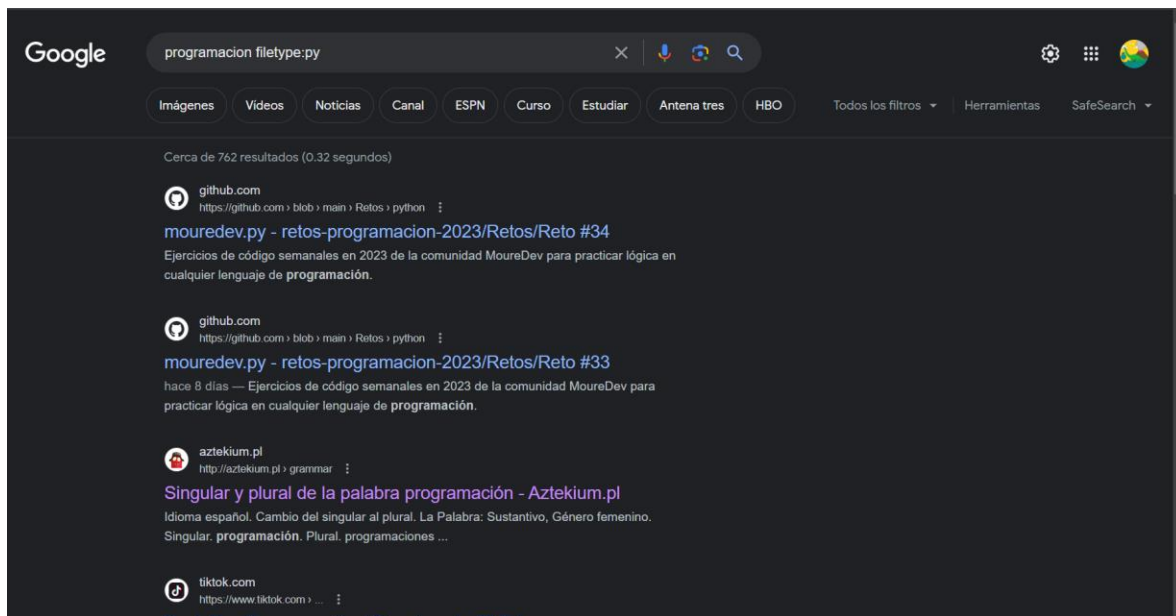 Google
programacion filetype:py
Imágenes Videos Noticias Canal ESPN Curso Estudiar Antena tres HBO Todos los filtros Herramientas SafeSearch
Cerca de 762 resultados (0.32 segundos)
github.com
https://github.com › blob › main › Retos › python
mouredev.py - retos-programacion-2023/Retos/Reto #34
Ejercicios de código semanales en 2023 de la comunidad MoureDev para practicar lógica en
cualquier lenguaje de programación.
github.com
https://github.com › blob › main › Retos › python
mouredev.py - retos-programacion-2023/Retos/Reto #33
hace 8 días — Ejercicios de código semanales en 2023 de la comunidad MoureDev para
practicar lógica en cualquier lenguaje de programación.
aztekium.pl
http://aztekium.pl › grammar
Singular y plural de la palabra programación - Aztekium.pl
Idioma español. Cambio del singular al plural. La Palabra: Sustantivo, Género femenino.
Singular. programación. Plural. programaciones ...
tiktok.com
https://www.tiktok.com › ...